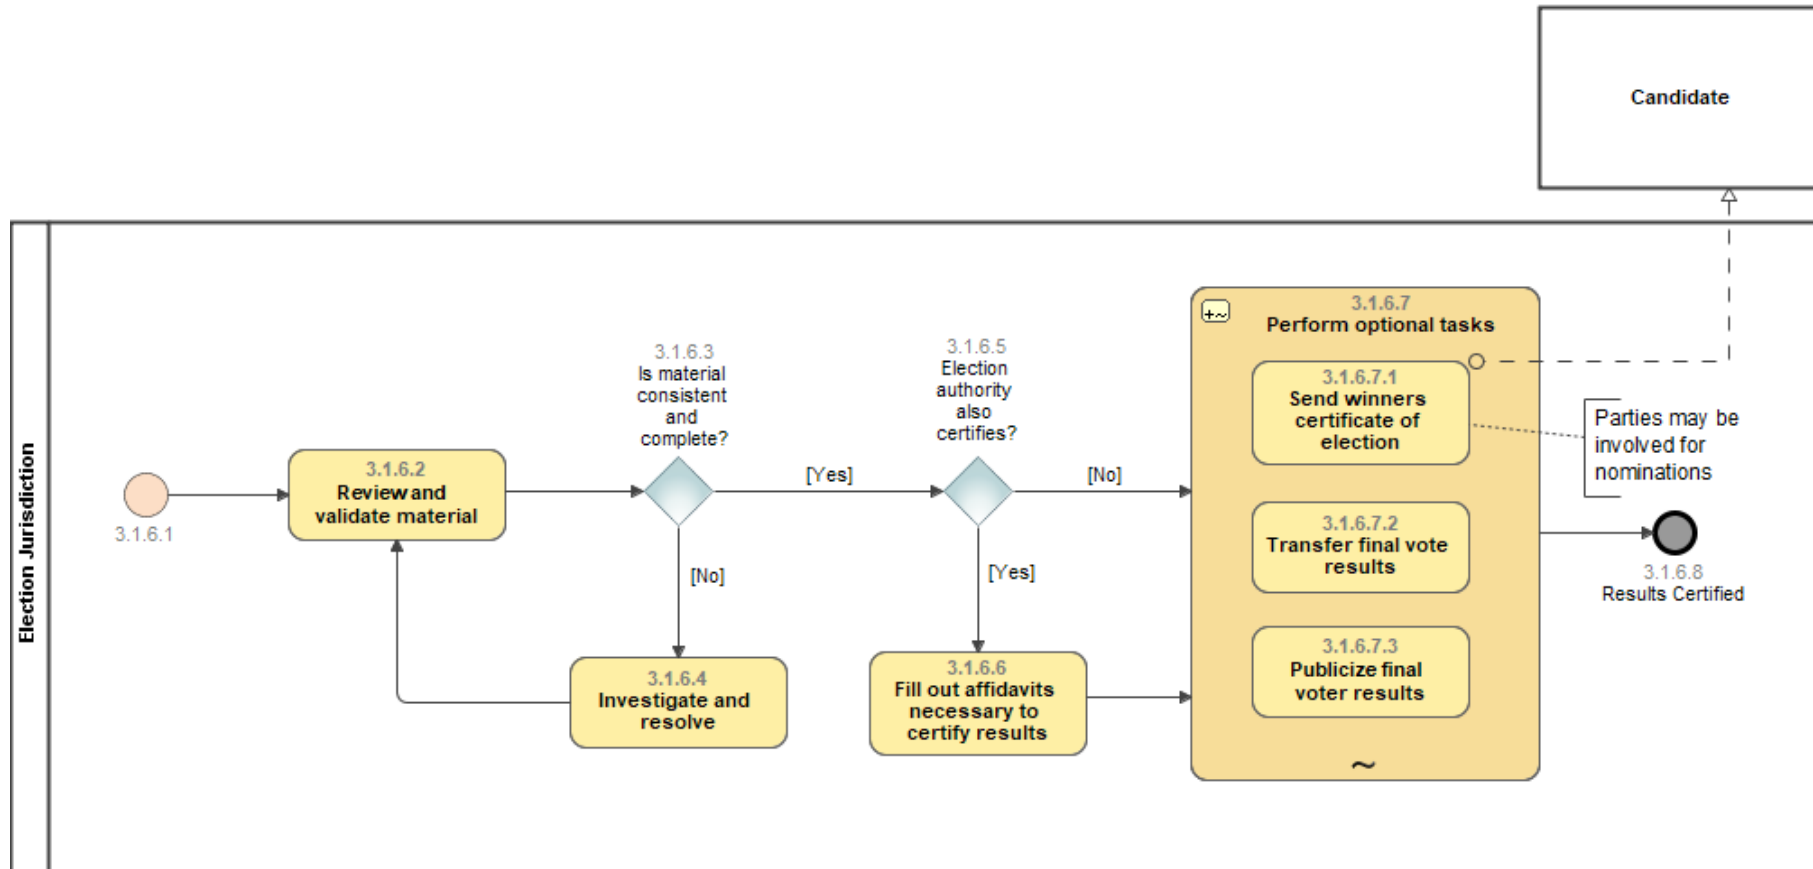 Candidate
Election Jurisdiction
3.1.6.1
3.1.6.2
Review and
validate material
3.1.6.3
Is material
consistent
and
complete?
[Yes]
[No]
3.1.6.4
Investigate and
resolve
3.1.6.5
Election
authority
also
certifies?
[No]
[Yes]
3.1.6.6
Fill out affidavits
necessary to
certify results
3.1.6.7
Perform optional tasks
3.1.6.7.1
Send winners
certificate of
election
3.1.6.7.2
Transfer final vote
results
3.1.6.7.3
Publicize final
voter results
Parties may be
involved for
nominations
3.1.6.8
Results Certified